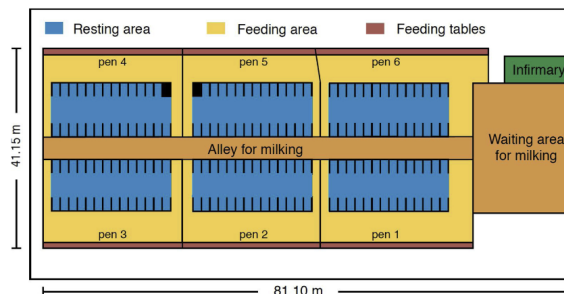 Resting area
Feeding area
Feeding tables
pen 4
pen 5
pen 6
Infirmary
41.15 m
Alley for milking
Waiting area
for milking
pen 3
pen 2
pen 1
81.10 m